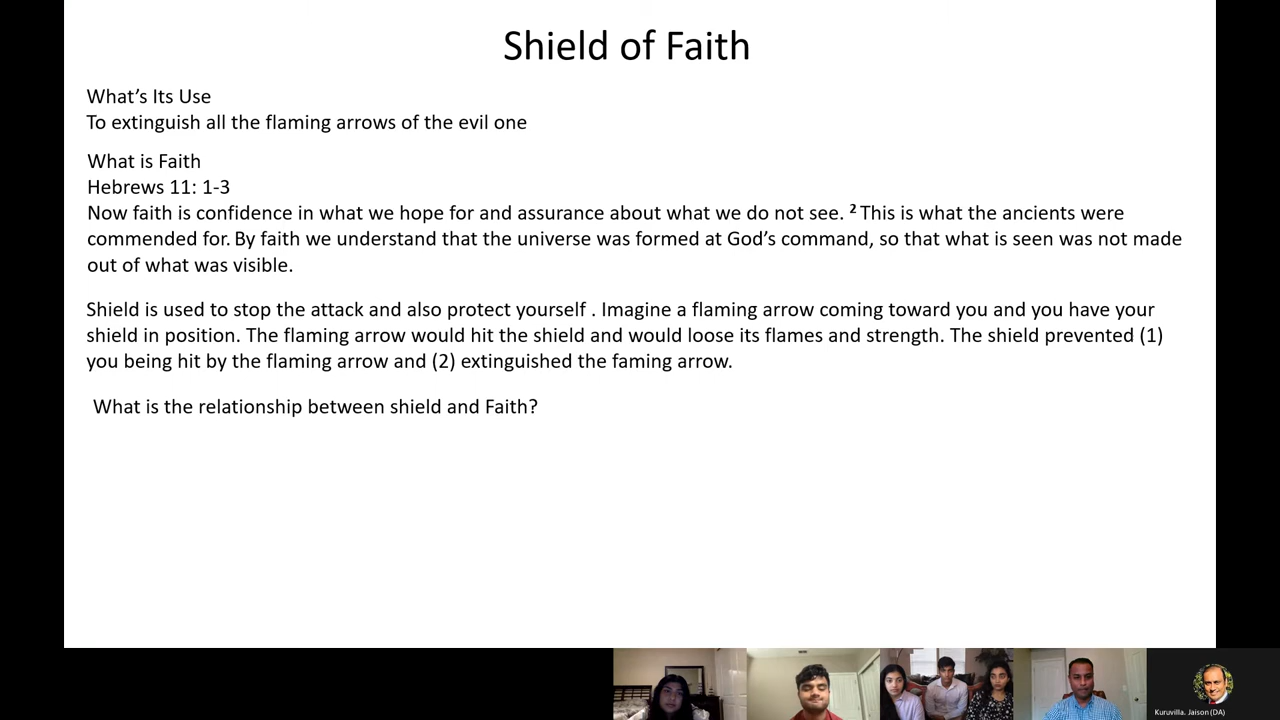 Shield of Faith
What's Its Use
To extinguish all the flaming arrows of the evil one
What is Faith
Hebrews 11: 1-3
Now faith is confidence in what we hope for and assurance about what we do not see. ² This is what the ancients were
commended for. By faith we understand that the universe was formed at God's command, so that what is seen was not made
out of what was visible.
Shield is used to stop the attack and also protect yourself . Imagine a flaming arrow coming toward you and you have your
shield in position. The flaming arrow would hit the shield and would loose its flames and strength. The shield prevented (1)
you being hit by the flaming arrow and (2) extinguished the faming arrow.
What is the relationship between shield and Faith?
Kuruvilla. Jaison (DA)